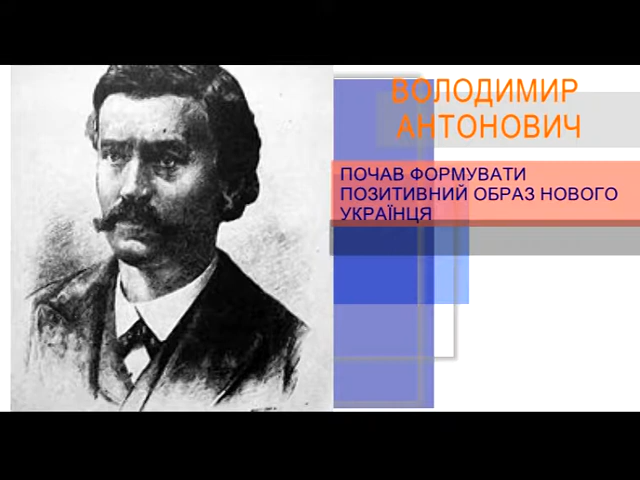 ВОЛОДИМИР
АНТОНОВИЧ
ПОЧАВ ФОРМУВАТИ
ПОЗИТИВНИЙ ОБРАЗ НОВОГО
УКРАЇНЦЯ